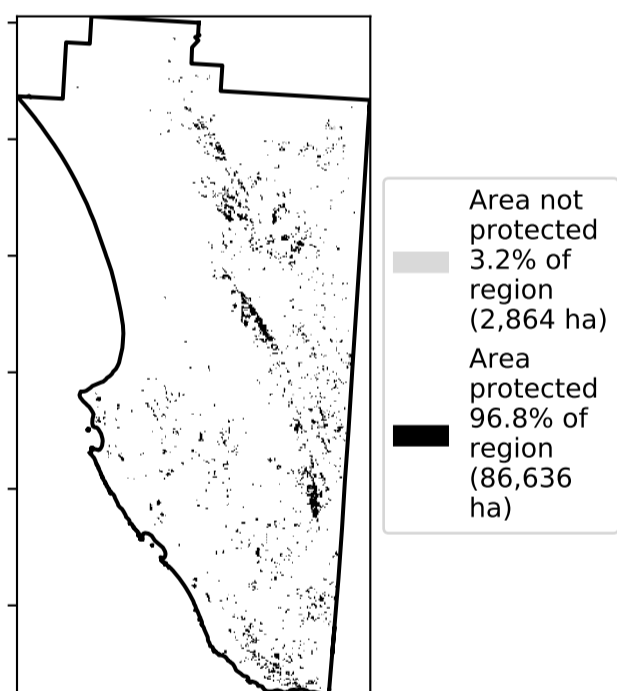 Area not
protected
3.2% of
region
(2,864 ha)
Area
protected
96.8% of
region
(86,636
ha)